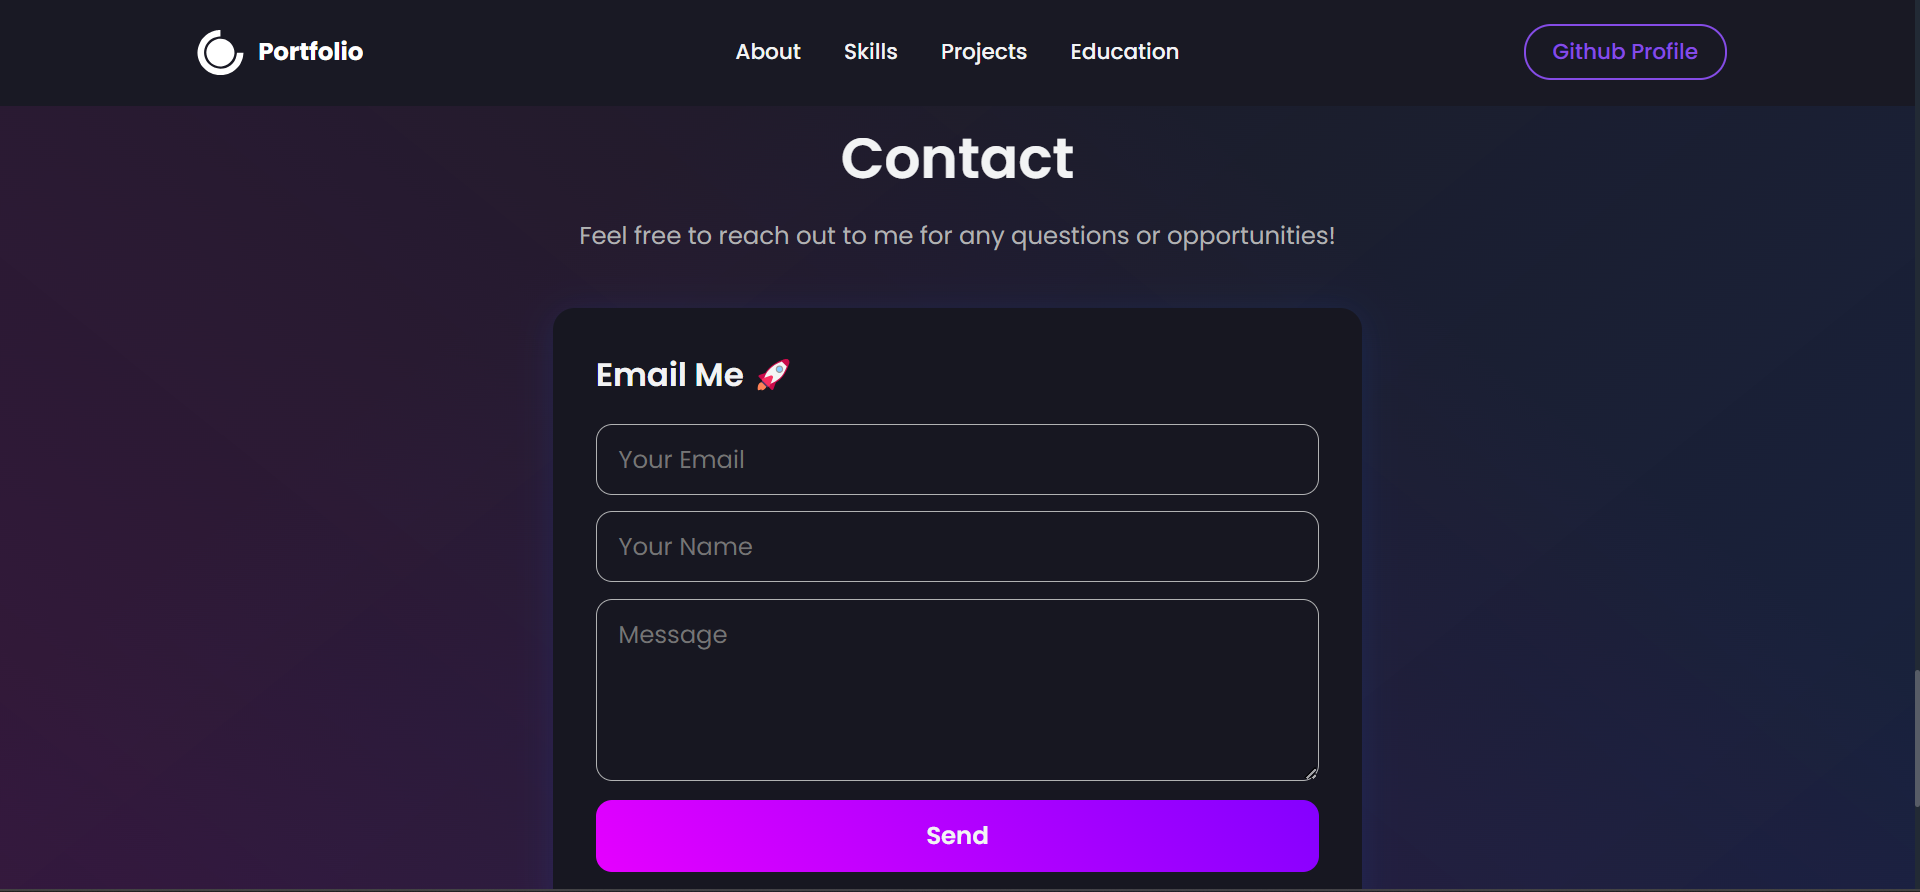 Portfolio
About
Skills
Projects
Education
Github Profile
Contact
Feel free to reach out to me for any questions or opportunities!
Email Me 🚀
Your Email
Your Name
Message
Send